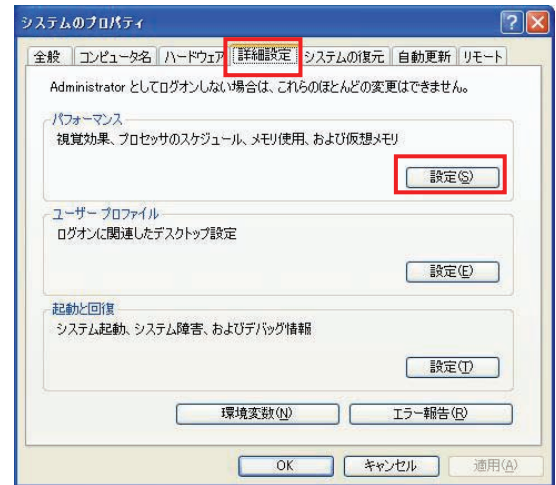 システムのプロパティ
全般 コンピュータ名 ハードウェア 詳細設定 システムの復元 自動更新 リモート
Administrator としてログオンしない場合は、これらのほとんどの変更はできません。
パフォーマンス
視覚効果、プロセッサのスケジュール、メモリ使用、および仮想メモリ
設定(S)
ユーザー プロファイル
ログオンに関連したデスクトップ設定
設定(E)
起動と回復
システム起動、システム障害、およびデバッグ情報
設定(T)
環境変数(N) エラー報告(R)
OK キャンセル 適用(A)